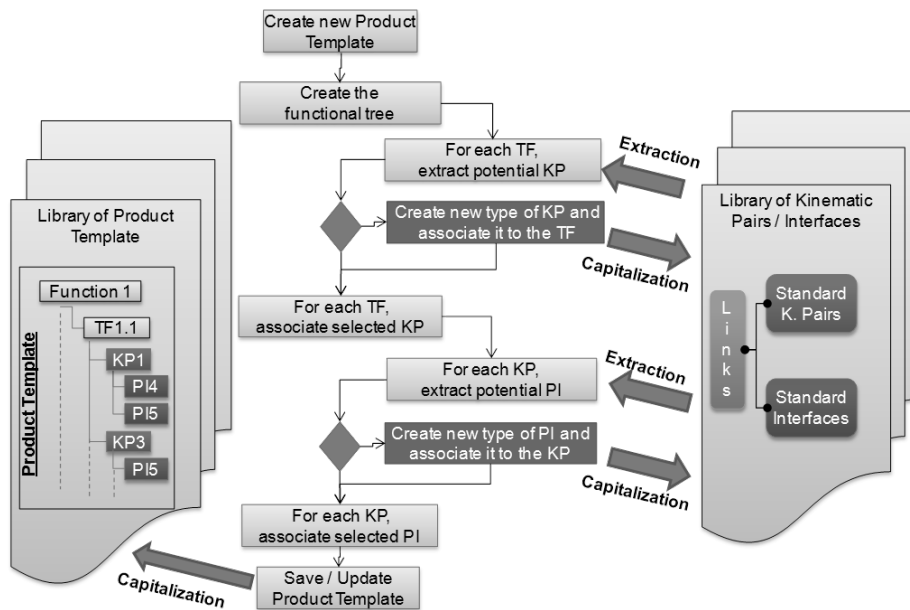 Create new Product
Template
Create the
functional tree
For each TF,
extract potential KP
Create new type of KP and
associate it to the TF
For each TF,
associate selected KP
For each KP,
extract potential PI
Create new type of PI and
associate it to the KP
For each KP,
associate selected PI
Save / Update
Product Template
Extraction
Capitalization
Extraction
Capitalization
Capitalization
Library of Product
Template
Product Template
Function 1
TF1.1
KP1
PI4
PI5
KP3
PI5
Library of Kinematic
Pairs / Interfaces
Links
Standard
K. Pairs
Standard
Interfaces